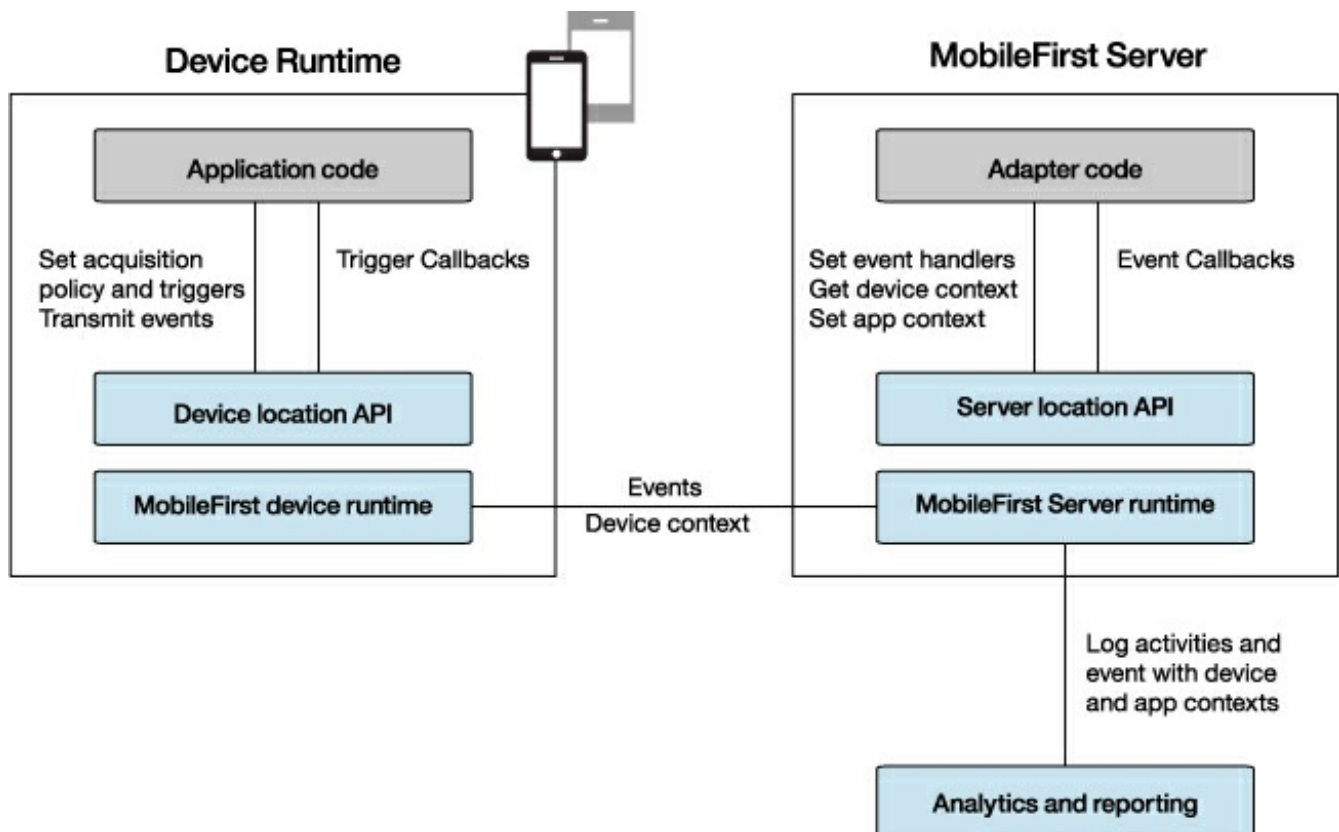 Device Runtime
MobileFirst Server
Application code
Set acquisition
policy and triggers
Transmit events
Trigger Callbacks
Device location API
MobileFirst device runtime
Events
Device context
Adapter code
Set event handlers
Get device context
Set app context
Event Callbacks
Server location API
MobileFirst Server runtime
Log activities and
event with device
and app contexts
Analytics and reporting